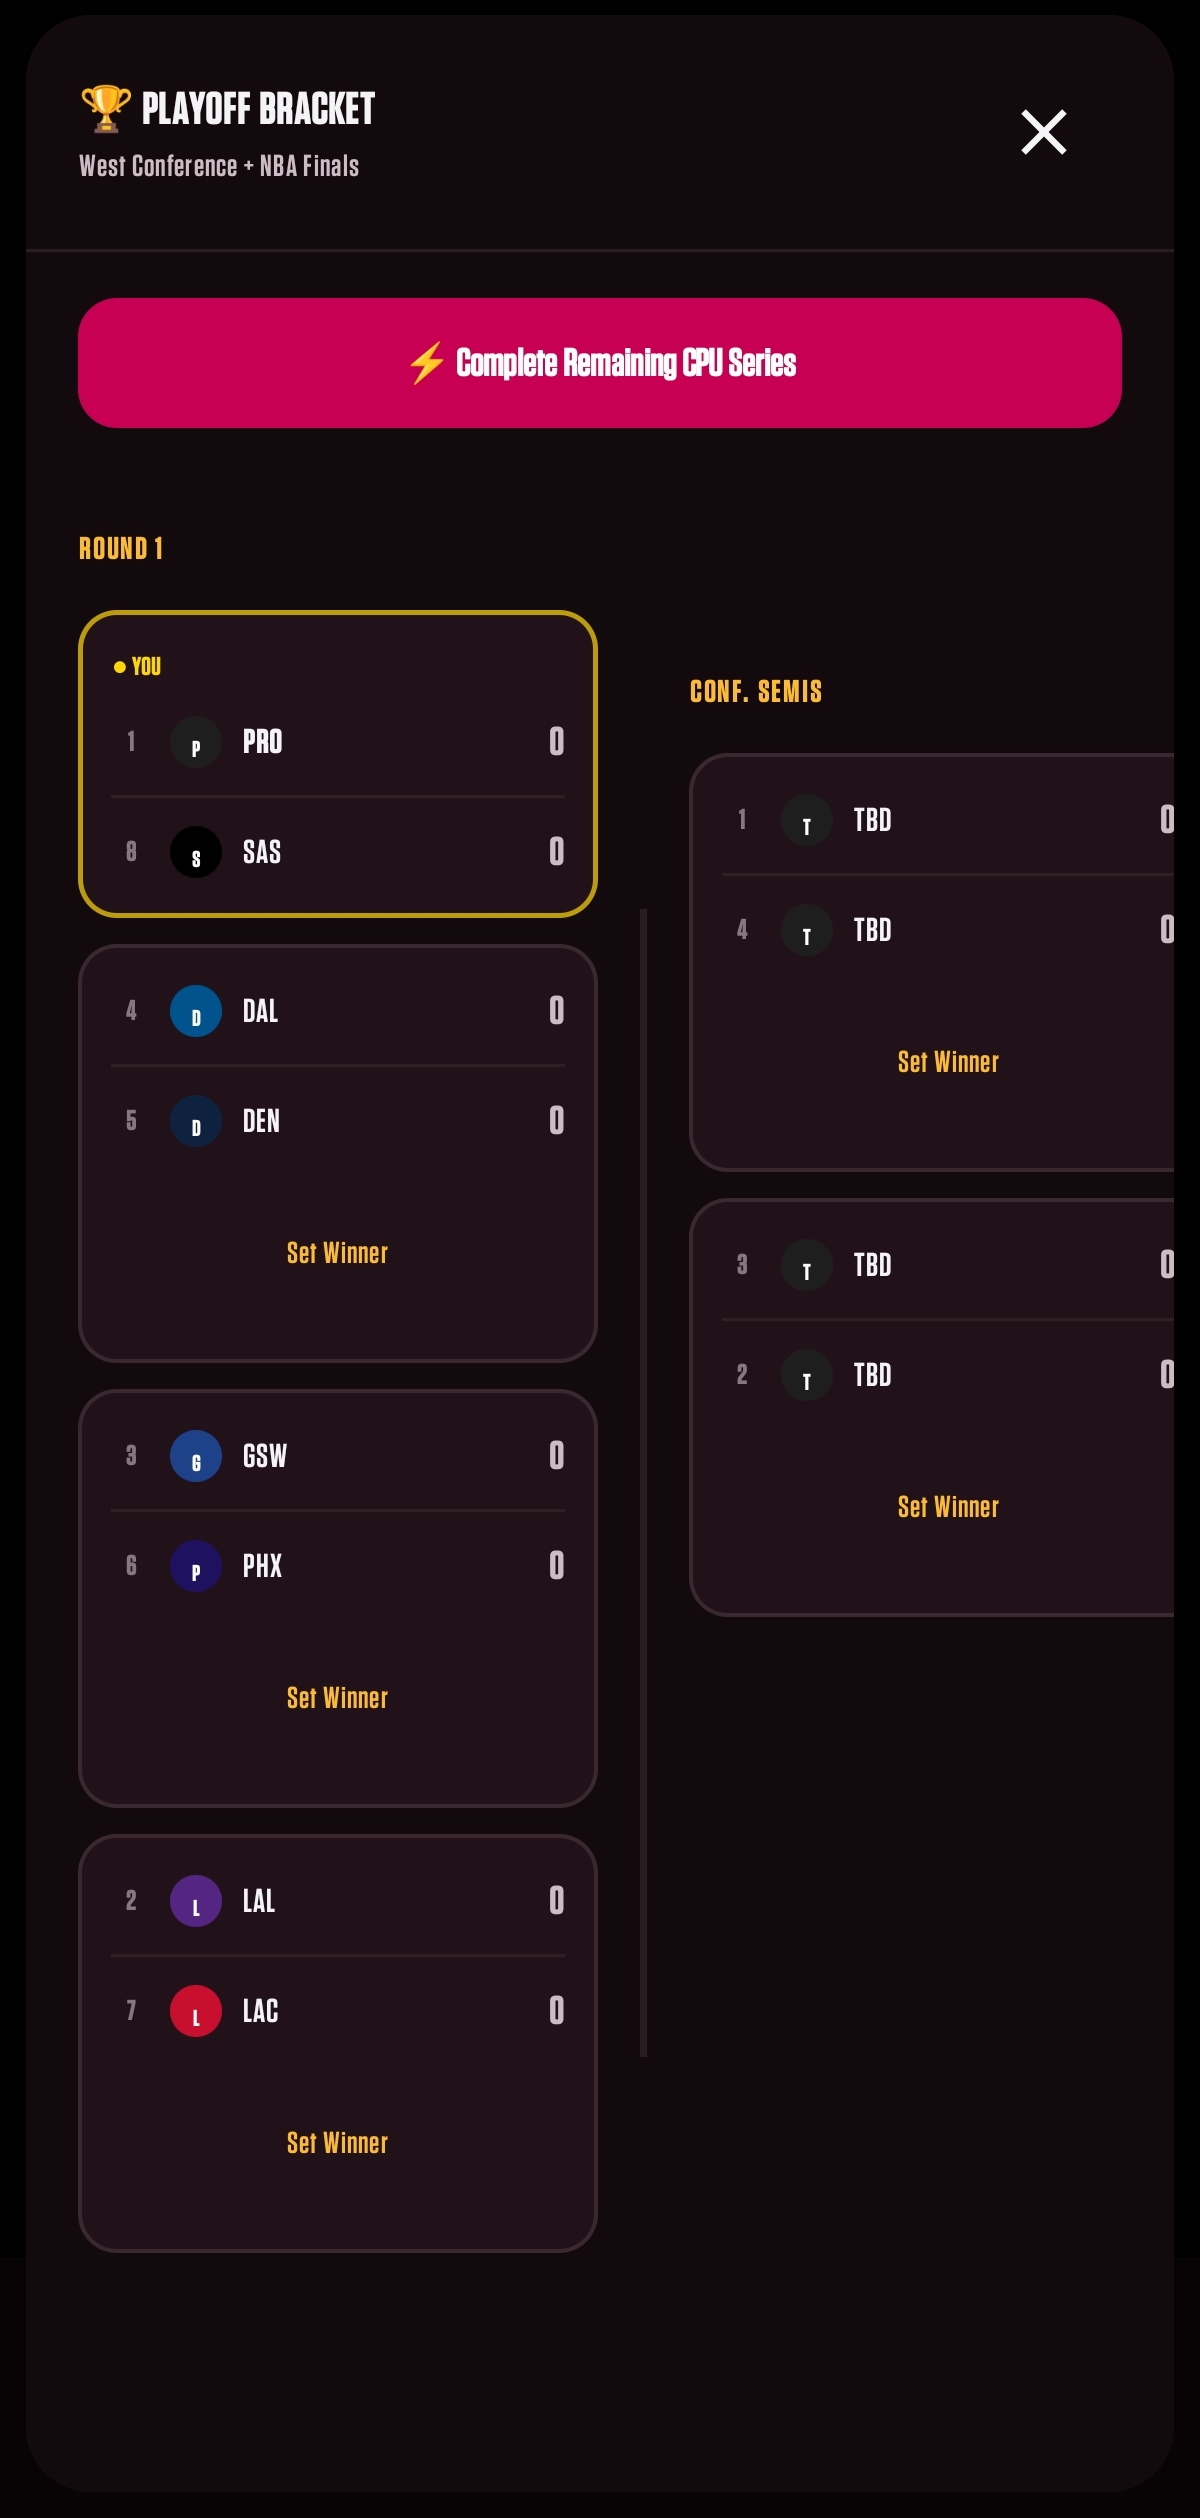 🏆 PLAYOFF BRACKET
West Conference + NBA Finals
⚡ Complete Remaining CPU Series
ROUND 1
YOU
1 P PRO 0
8 S SAS 0
4 D DAL 0
5 D DEN 0
Set Winner
3 G GSW 0
6 P PHX 0
Set Winner
2 L LAL 0
7 L LAC 0
Set Winner
CONF. SEMIS
1 T TBD 0
4 T TBD 0
Set Winner
3 T TBD 0
2 T TBD 0
Set Winner